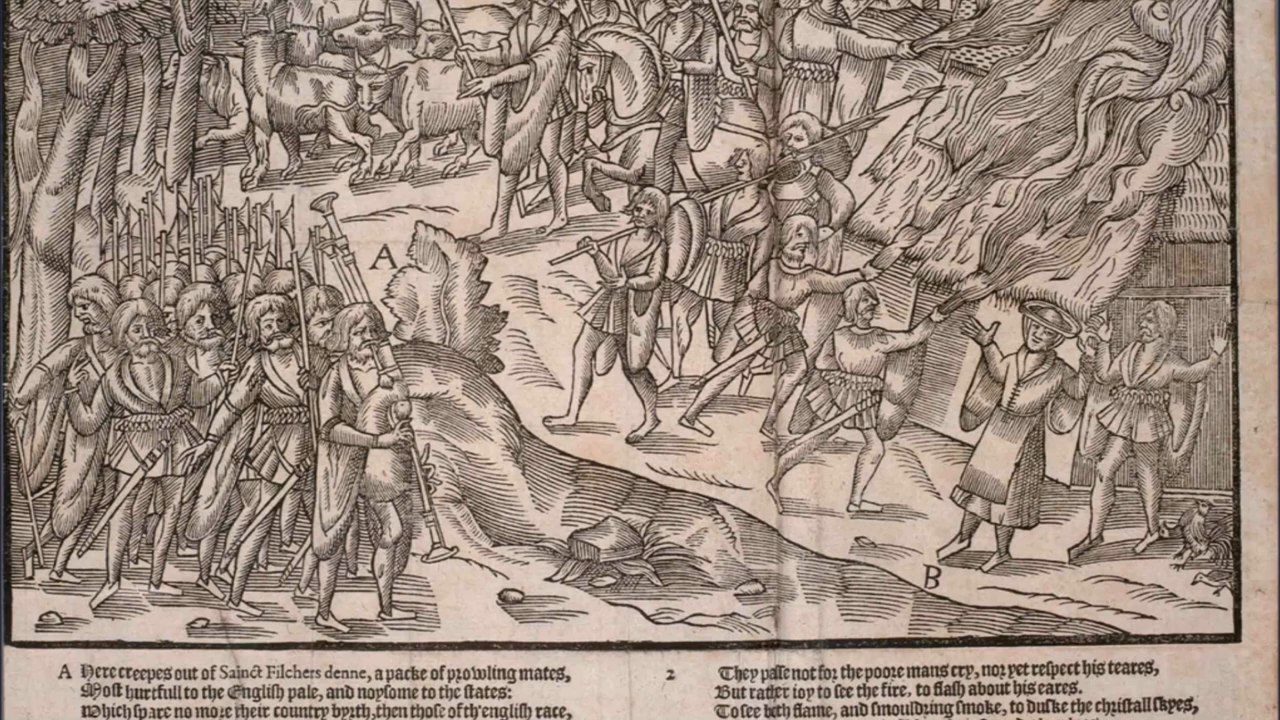 A
B
A Here creepes out of Sainct Filchers denne, a packe of prowling mates,
Most hurtfull to the English pale, and noysome to the states:
Which spare no more their country byrth, then those of th'english race,
2 They passe not for the poore mans cry, nor yet respect his teares,
But rather ioy to see the fire, to flash about his eares.
To see both flame, and smouldring smoke, to duske the christall skyes,